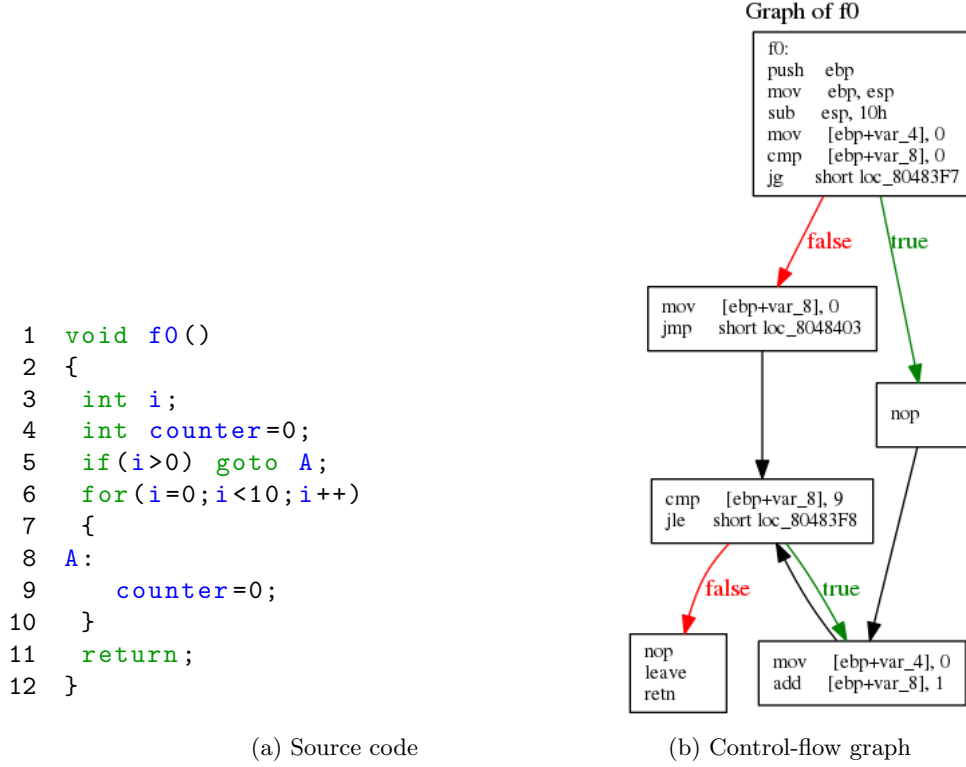 1 void f0()
2 {
3 int i;
4 int counter=0;
5 if(i>0) goto A;
6 for(i=0;i<10;i++)
7 {
8 A:
9 counter=0;
10 }
11 return;
12 }
(a) Source code
Graph of f0
f0:
push ebp
mov ebp, esp
sub esp, 10h
mov [ebp+var_4], 0
cmp [ebp+var_8], 0
jg short loc_80483F7
false
true
mov [ebp+var_8], 0
jmp short loc_8048403
nop
cmp [ebp+var_8], 9
jle short loc_80483F8
false
true
nop
leave
retn
mov [ebp+var_4], 0
add [ebp+var_8], 1
(b) Control-flow graph